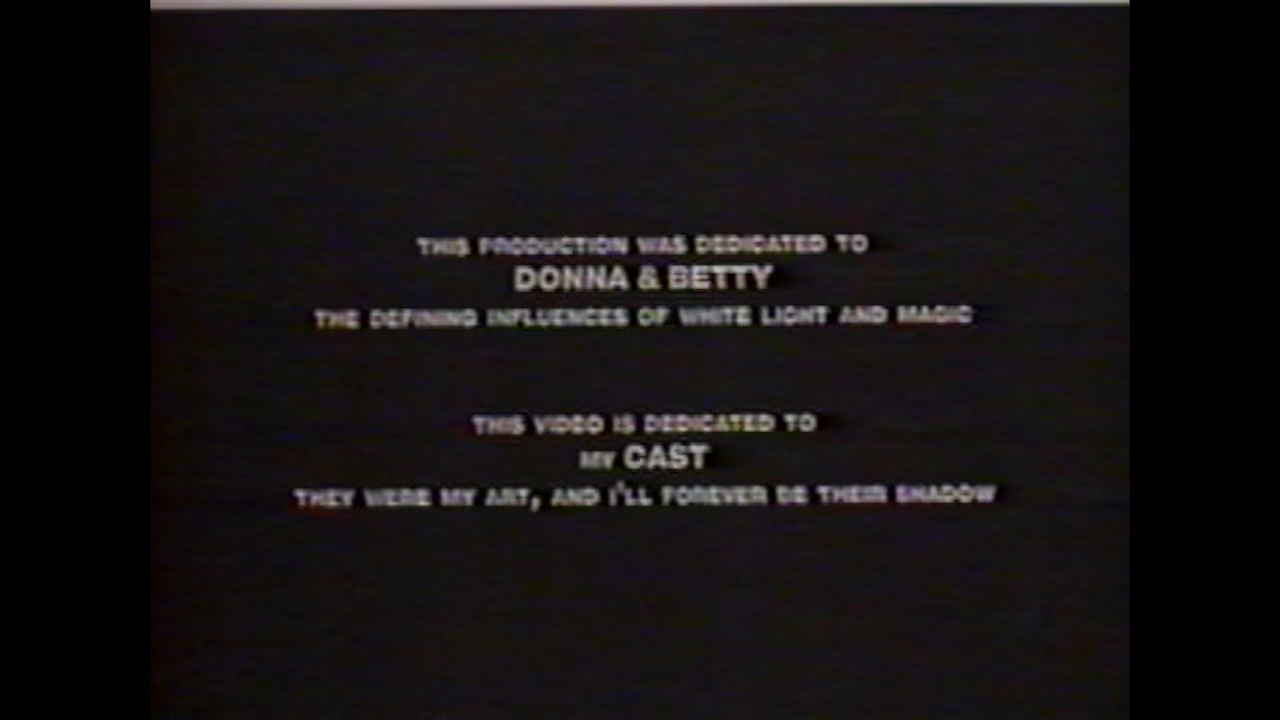 THIS PRODUCTION WAS DEDICATED TO
DONNA & BETTY
THE DEFINING INFLUENCES OF WHITE LIGHT AND MAGIC
THIS VIDEO IS DEDICATED TO
MY CAST
THEY WERE MY ART, AND I'LL FOREVER BE THEIR SHADOW